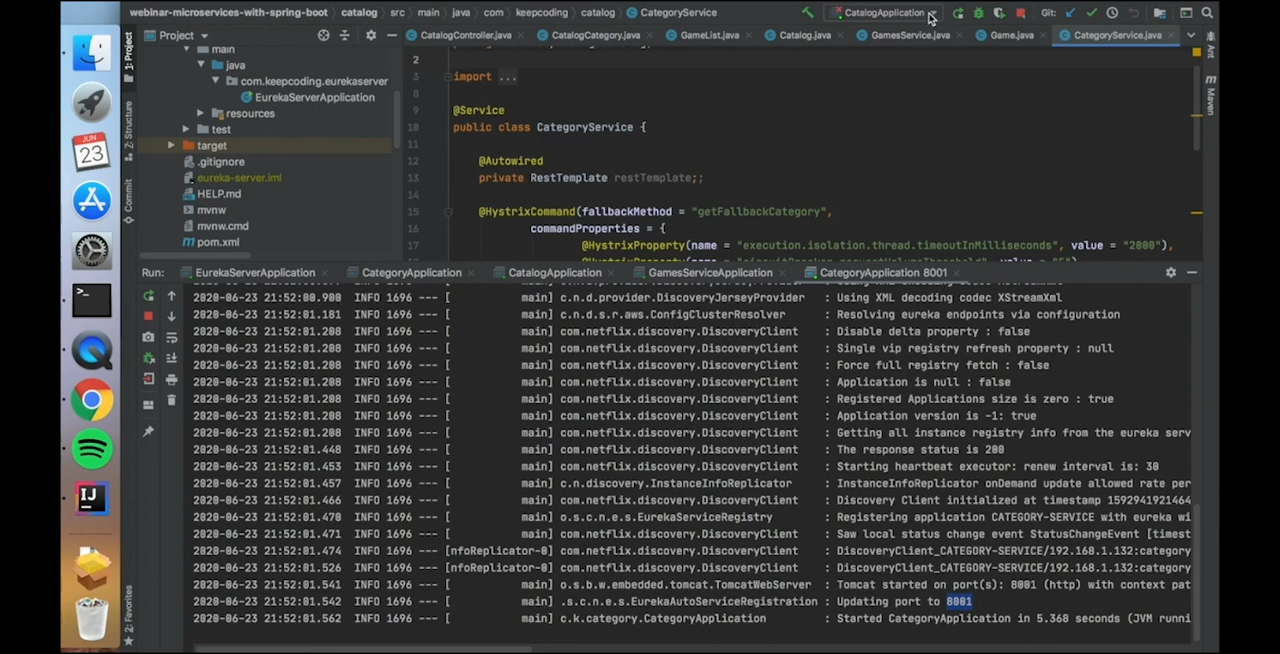 webinar-microservices-with-spring-boot catalog src main java com keepcoding catalog CategoryService
CatalogApplication
Git:
Project
CatalogController.java
CatalogCategory.java
GameList.java
Catalog.java
GamesService.java
Game.java
CategoryService.java
1: Project
Z: Structure
Commit
2: Favorites
Ant
Maven
main
java
com.keepcoding.eurekaserver
EurekaServerApplication
resources
test
target
.gitignore
eureka-server.iml
HELP.md
mvnw
mvnw.cmd
pom.xml
JUN
23
IJ
2
3 import ...
8
9 @Service
10 public class CategoryService {
11
12 @Autowired
13 private RestTemplate restTemplate;;
14
15 @HystrixCommand(fallbackMethod = "getFallbackCategory",
16 commandProperties = {
17 @HystrixProperty(name = "execution.isolation.thread.timeoutInMilliseconds", value = "2000"),
Run: EurekaServerApplication CategoryApplication CatalogApplication GamesServiceApplication CategoryApplication 8001
2020-06-23 21:52:00.900 INFO 1696 --- [ main] c.n.d.provider.DiscoveryJerseyProvider : Using XML decoding codec XStreamXml
2020-06-23 21:52:01.181 INFO 1696 --- [ main] c.n.d.s.r.aws.ConfigClusterResolver : Resolving eureka endpoints via configuration
2020-06-23 21:52:01.208 INFO 1696 --- [ main] com.netflix.discovery.DiscoveryClient : Disable delta property : false
2020-06-23 21:52:01.208 INFO 1696 --- [ main] com.netflix.discovery.DiscoveryClient : Single vip registry refresh property : null
2020-06-23 21:52:01.208 INFO 1696 --- [ main] com.netflix.discovery.DiscoveryClient : Force full registry fetch : false
2020-06-23 21:52:01.208 INFO 1696 --- [ main] com.netflix.discovery.DiscoveryClient : Application is null : false
2020-06-23 21:52:01.208 INFO 1696 --- [ main] com.netflix.discovery.DiscoveryClient : Registered Applications size is zero : true
2020-06-23 21:52:01.208 INFO 1696 --- [ main] com.netflix.discovery.DiscoveryClient : Application version is -1: true
2020-06-23 21:52:01.208 INFO 1696 --- [ main] com.netflix.discovery.DiscoveryClient : Getting all instance registry info from the eureka serv
2020-06-23 21:52:01.448 INFO 1696 --- [ main] com.netflix.discovery.DiscoveryClient : The response status is 200
2020-06-23 21:52:01.453 INFO 1696 --- [ main] com.netflix.discovery.DiscoveryClient : Starting heartbeat executor: renew interval is: 30
2020-06-23 21:52:01.457 INFO 1696 --- [ main] c.n.discovery.InstanceInfoReplicator : InstanceInfoReplicator onDemand update allowed rate per
2020-06-23 21:52:01.466 INFO 1696 --- [ main] com.netflix.discovery.DiscoveryClient : Discovery Client initialized at timestamp 1592941921464
2020-06-23 21:52:01.470 INFO 1696 --- [ main] o.s.c.n.e.s.EurekaServiceRegistry : Registering application CATEGORY-SERVICE with eureka wi
2020-06-23 21:52:01.471 INFO 1696 --- [ main] com.netflix.discovery.DiscoveryClient : Saw local status change event StatusChangeEvent [timest
2020-06-23 21:52:01.474 INFO 1696 --- [nfoReplicator-0] com.netflix.discovery.DiscoveryClient : DiscoveryClient_CATEGORY-SERVICE/192.168.1.132:category
2020-06-23 21:52:01.526 INFO 1696 --- [nfoReplicator-0] com.netflix.discovery.DiscoveryClient : DiscoveryClient_CATEGORY-SERVICE/192.168.1.132:category
2020-06-23 21:52:01.541 INFO 1696 --- [ main] o.s.b.w.embedded.tomcat.TomcatWebServer : Tomcat started on port(s): 8001 (http) with context pat
2020-06-23 21:52:01.542 INFO 1696 --- [ main] .s.c.n.e.s.EurekaAutoServiceRegistration : Updating port to 8001
2020-06-23 21:52:01.562 INFO 1696 --- [ main] c.k.category.CategoryApplication : Started CategoryApplication in 5.368 seconds (JVM runni